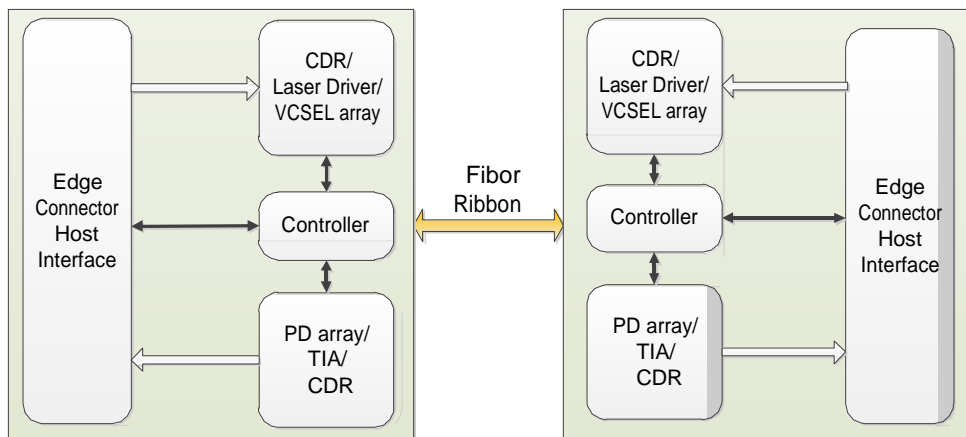 CDR/
Laser Driver/
VCSEL array
Edge
Connector
Host
Interface
Controller
PD array/
TIA/
CDR
Fibor
Ribbon
CDR/
Laser Driver/
VCSEL array
Controller
PD array/
TIA/
CDR
Edge
Connector
Host
Interface